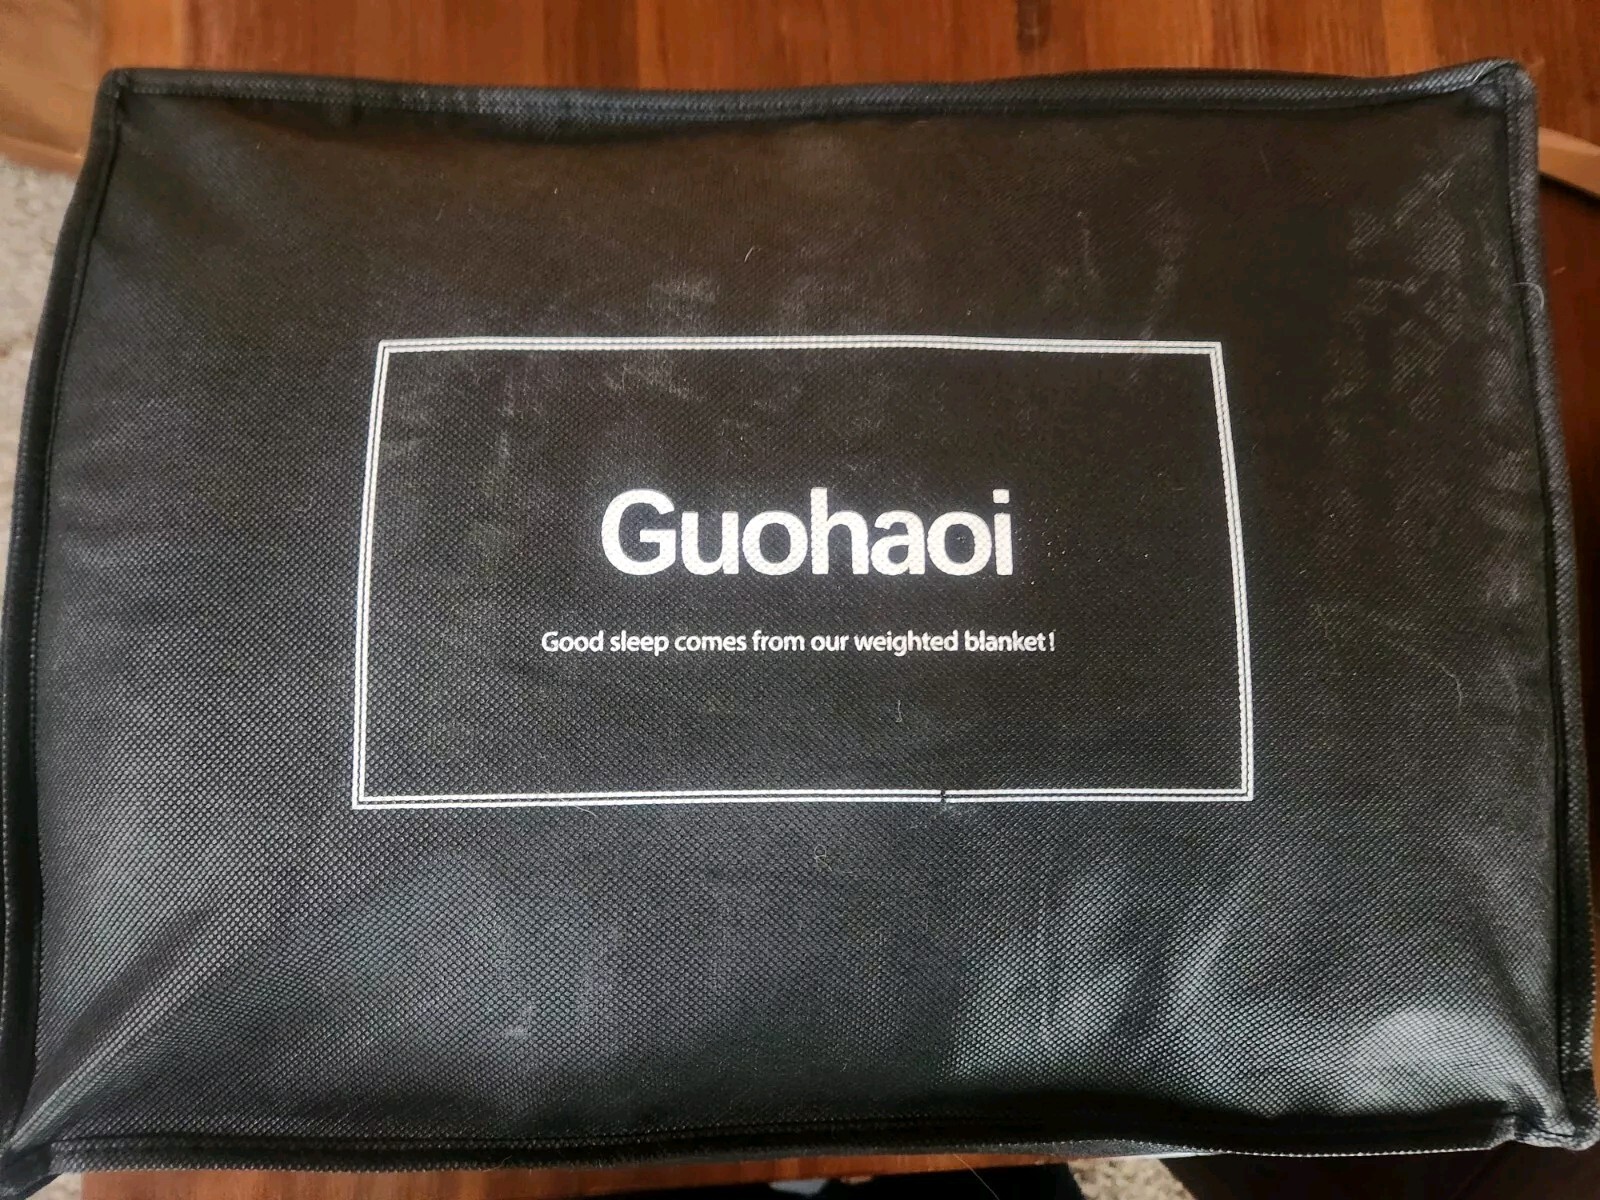 Guohaoi
Good sleep comes from our weighted blanket!